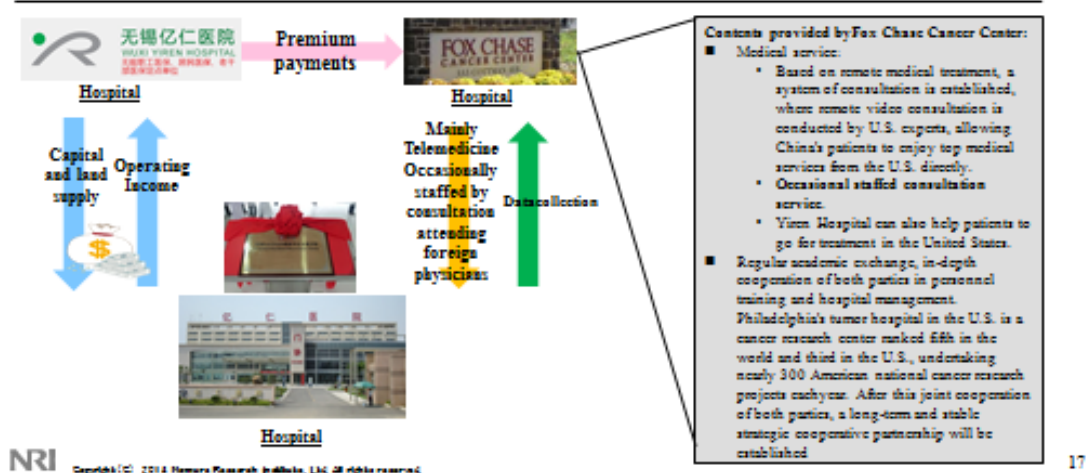 无锡亿仁医院
WUXI YIREN HOSPITAL
Premium
payments
FOX CHASE
CANCER CENTER
Hospital
Hospital
Capital
and land
supply
Operating
Income
Mainly
Telemedicine
Occasionally
staffed by
consultation
attending
foreign
physicians
Datacollection
亿仁医院
门诊
Hospital
Contents provided byFox Chase Cancer Center:
■ Medical service:
• Based on remote medical treatment, a
system of consultation is established,
where remote video consultation is
conducted by U.S. experts, allowing
China's patients to enjoy top medical
services from the U.S. directly.
• Occasional staffed consultation
service.
• Yiren Hospital can also help patients to
go for treatment in the United States.
■ Regular academic exchange, in-depth
cooperation of both parties in personnel
training and hospital management.
Philadelphia's tumor hospital in the U.S. is a
cancer research center ranked fifth in the
world and third in the U.S., undertaking
nearly 300 American national cancer research
projects eachyear. After this joint cooperation
of both parties, a long-term and stable
strategic cooperative partnership will be
established
NRI
Copyright (C) 2014 Nomura Research Institute, Ltd. All rights reserved.
17